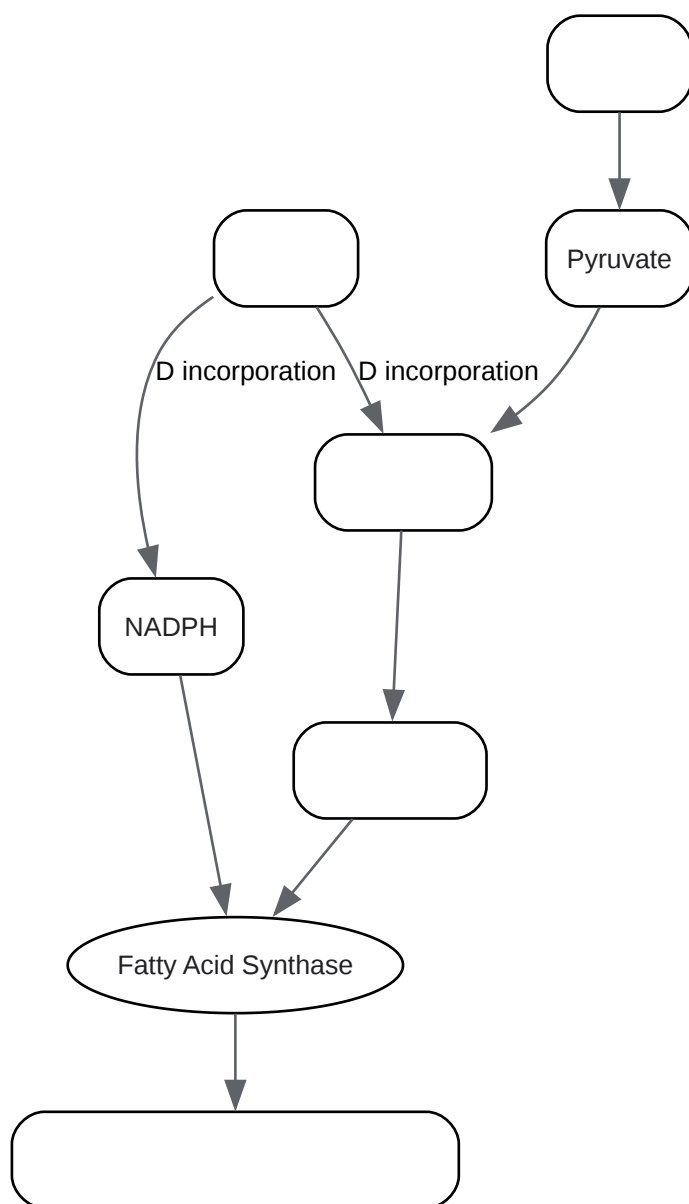 Pyruvate
D incorporation
D incorporation
NADPH
Fatty Acid Synthase